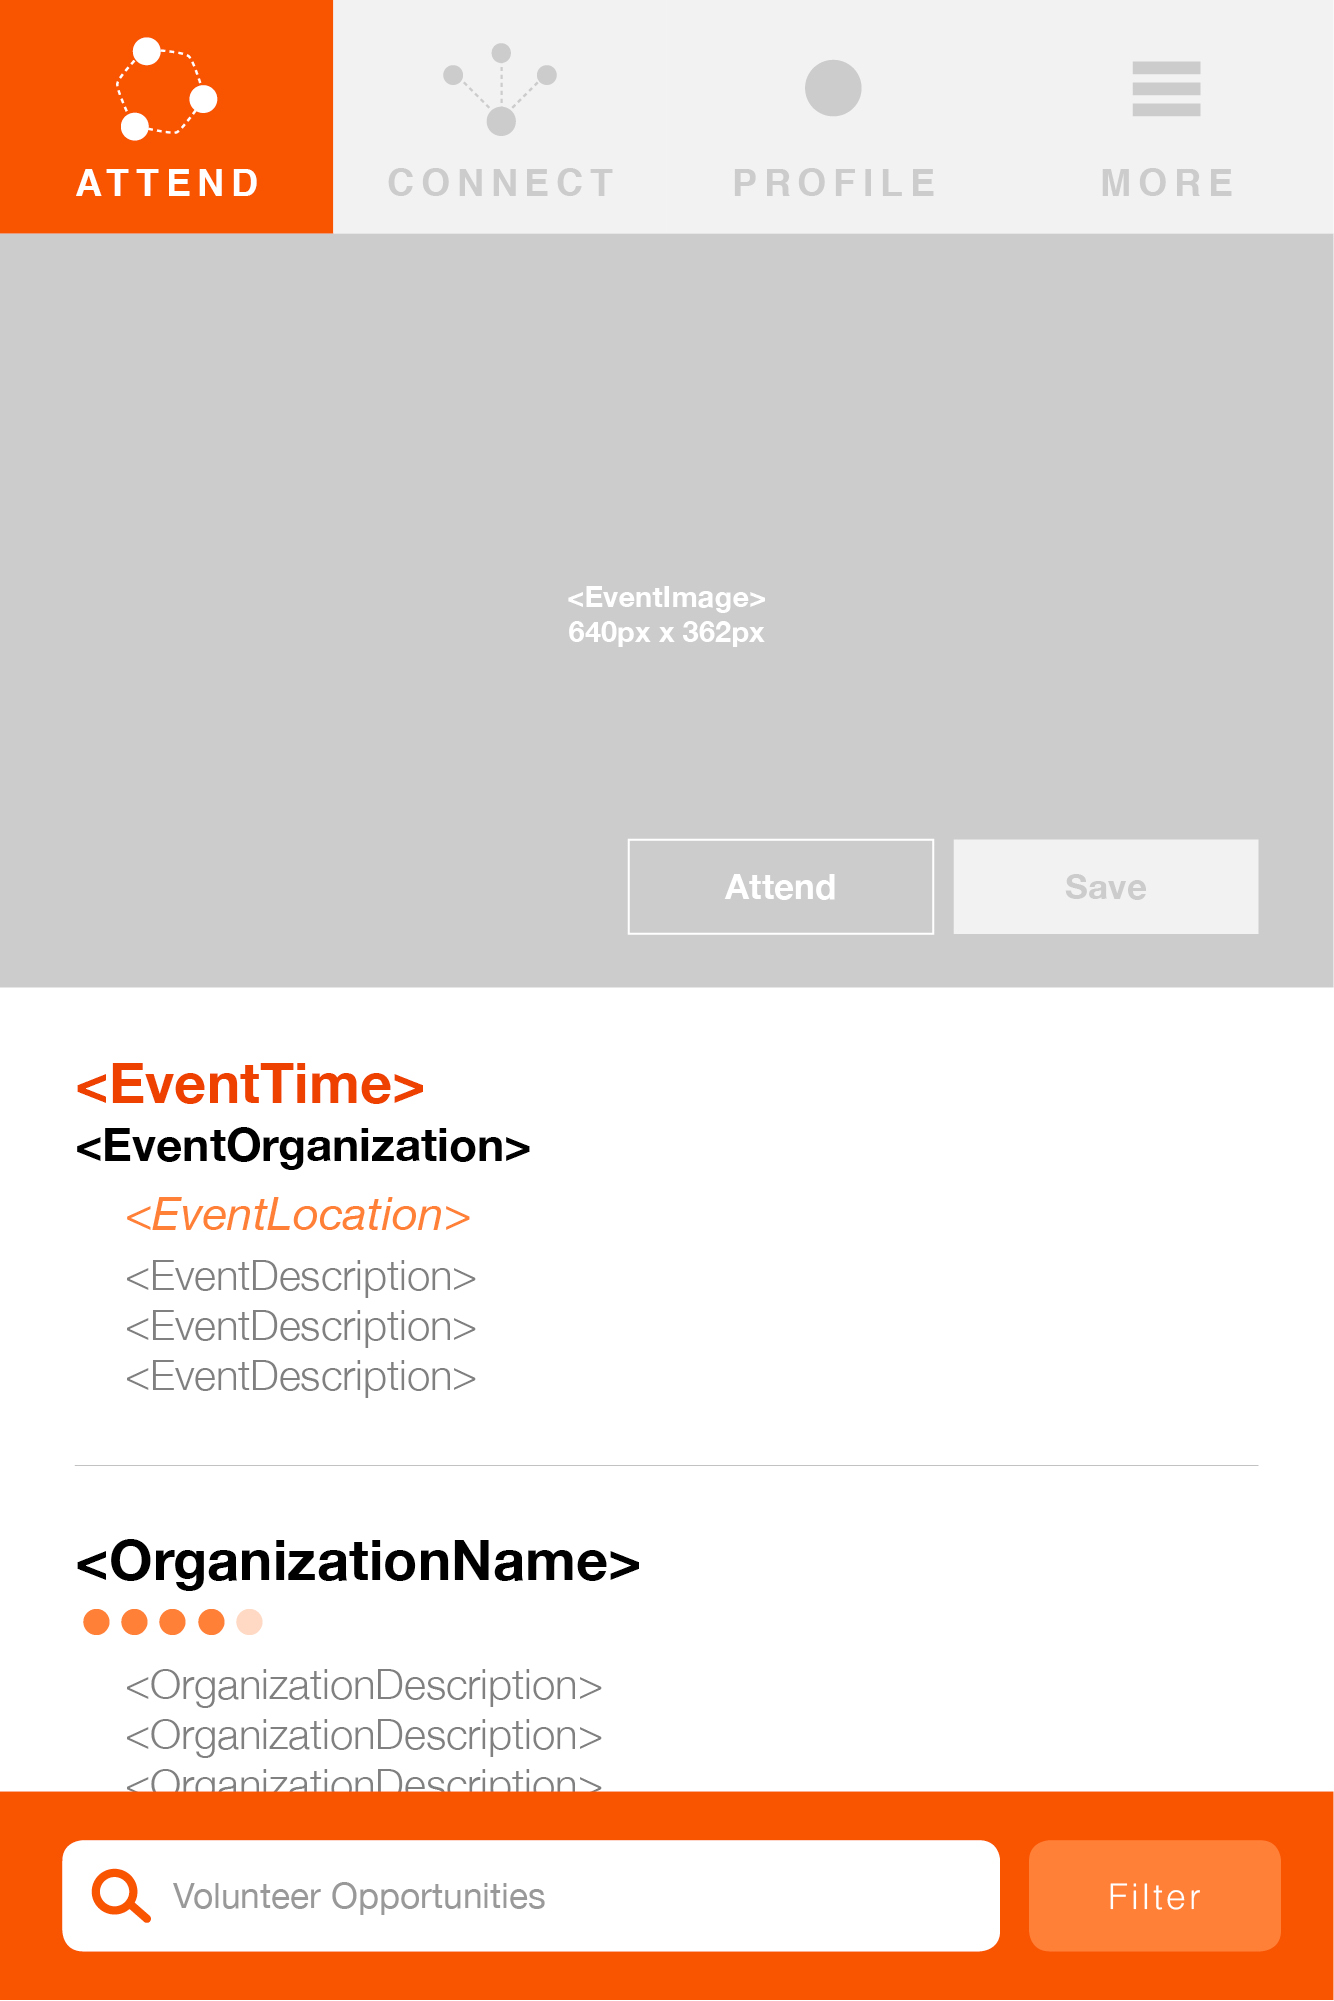 ATTEND CONNECT PROFILE MORE
<EventImage>
640px x 362px
Attend Save
<EventTime>
<EventOrganization>
<EventLocation>
<EventDescription>
<EventDescription>
<EventDescription>
<OrganizationName>
<OrganizationDescription>
<OrganizationDescription>
<OrganizationDescription>
Volunteer Opportunities Filter